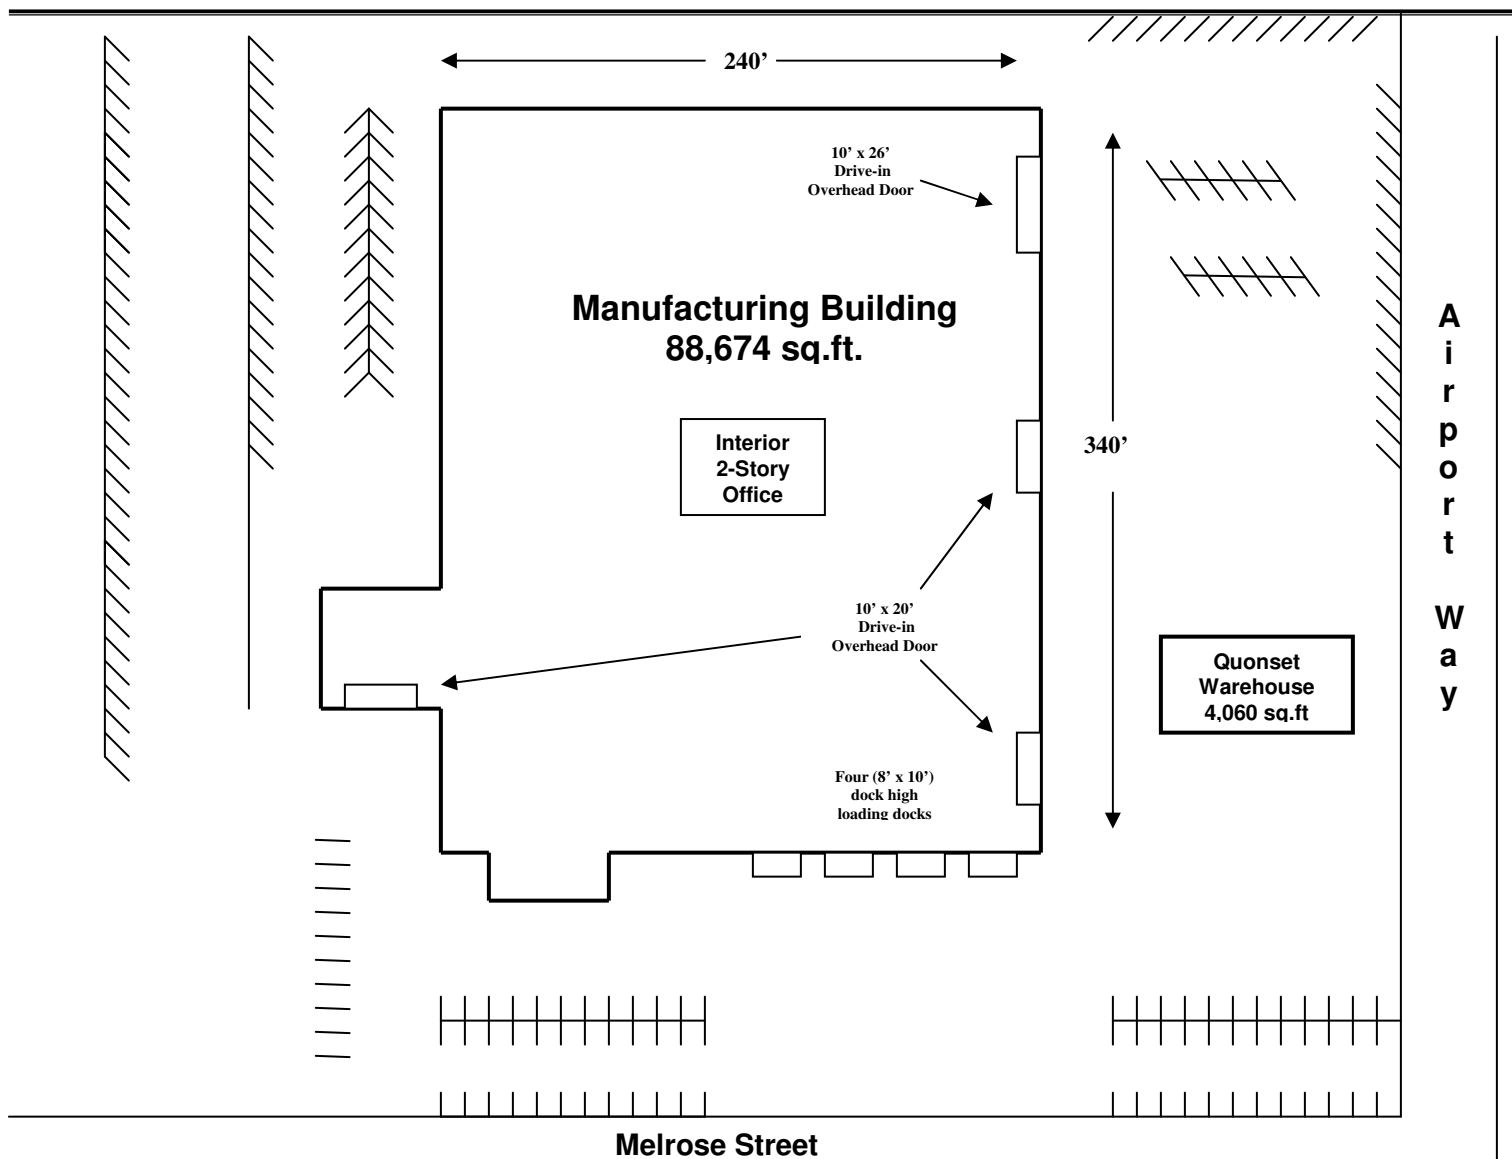 240’
10’ x 26’
Drive-in
Overhead Door
Manufacturing Building
88,674 sq.ft.
Interior
2-Story
Office
340’
10’ x 20’
Drive-in
Overhead Door
Quonset
Warehouse
4,060 sq.ft
Four (8’ x 10’)
dock high
loading docks
Airport Way
Melrose Street